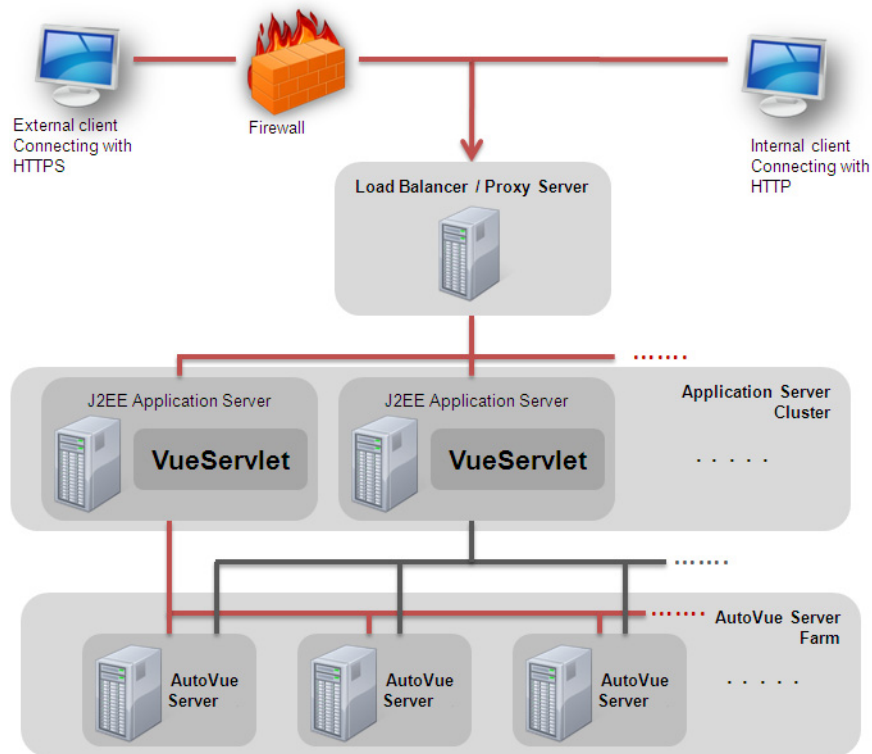 External client
Connecting with
HTTPS
Firewall
Internal client
Connecting with
HTTP
Load Balancer / Proxy Server
J2EE Application Server
VueServlet
J2EE Application Server
VueServlet
Application Server
Cluster
AutoVue Server
Farm
AutoVue
Server
AutoVue
Server
AutoVue
Server